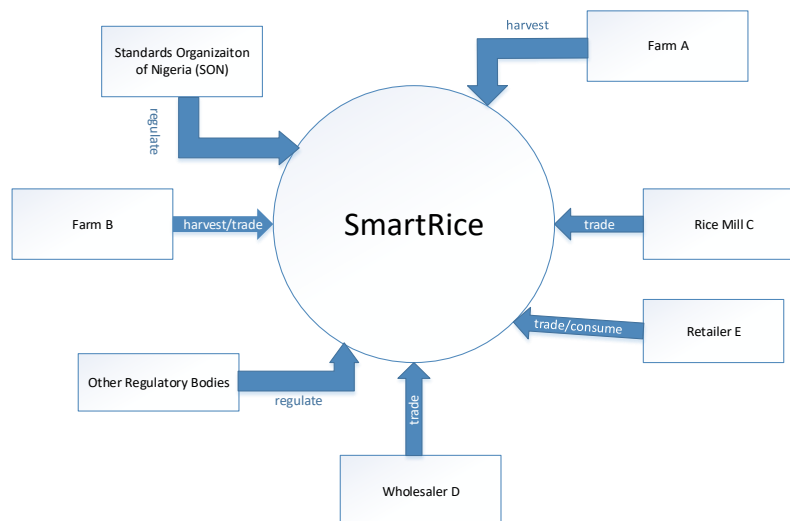 harvest
Standards Organizaiton
of Nigeria (SON)
Farm A
regulate
SmartRice
Farm B
harvest/trade
trade
Rice Mill C
trade/consume
Retailer E
Other Regulatory Bodies
regulate
trade
Wholesaler D